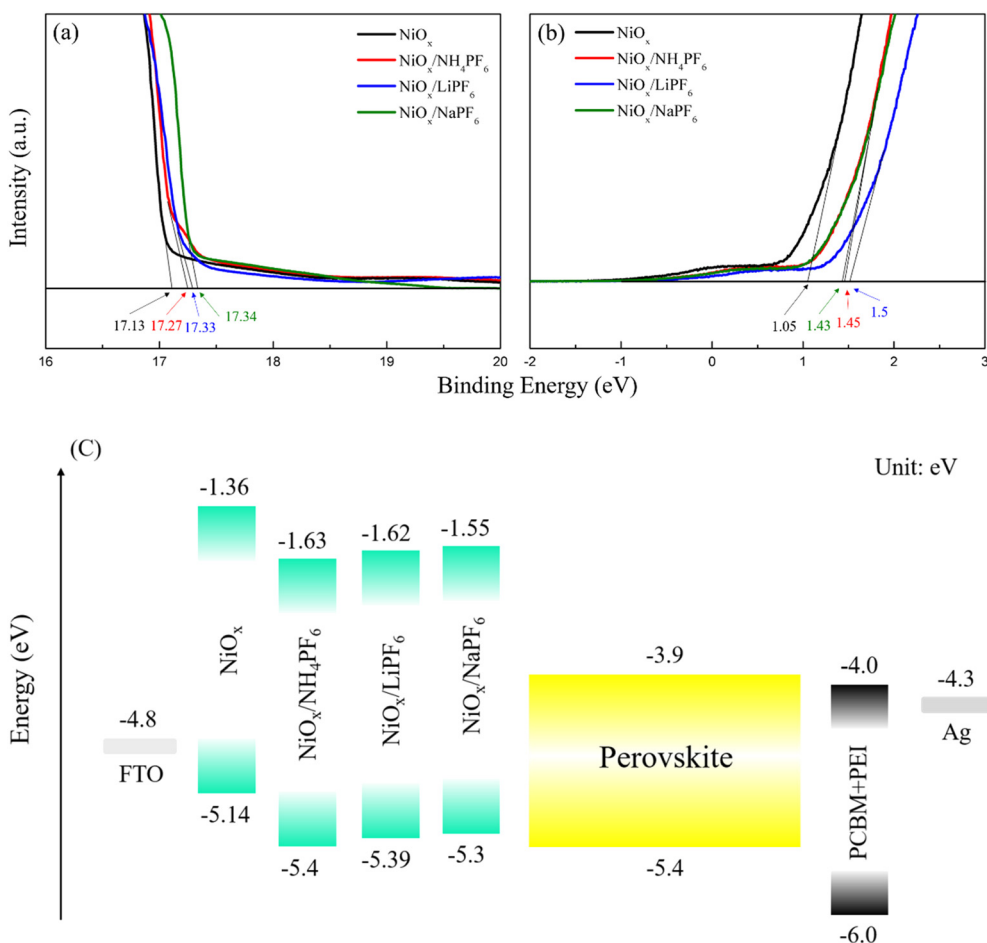 (a)
NiOₓ
NiOₓ/NH₄PF₆
NiOₓ/LiPF₆
NiOₓ/NaPF₆
17.13
17.27
17.33
17.34
16
17
18
19
20
(b)
NiOₓ
NiOₓ/NH₄PF₆
NiOₓ/LiPF₆
NiOₓ/NaPF₆
1.05
1.43
1.45
1.5
-2
-1
0
1
2
3
Intensity (a.u.)
Binding Energy (eV)
(C)
Unit: eV
Energy (eV)
-4.8
FTO
-1.36
NiOₓ
-5.14
-1.63
NiOₓ/NH₄PF₆
-5.4
-1.62
NiOₓ/LiPF₆
-5.39
-1.55
NiOₓ/NaPF₆
-5.3
-3.9
Perovskite
-5.4
-4.0
PCBM+PEI
-6.0
-4.3
Ag